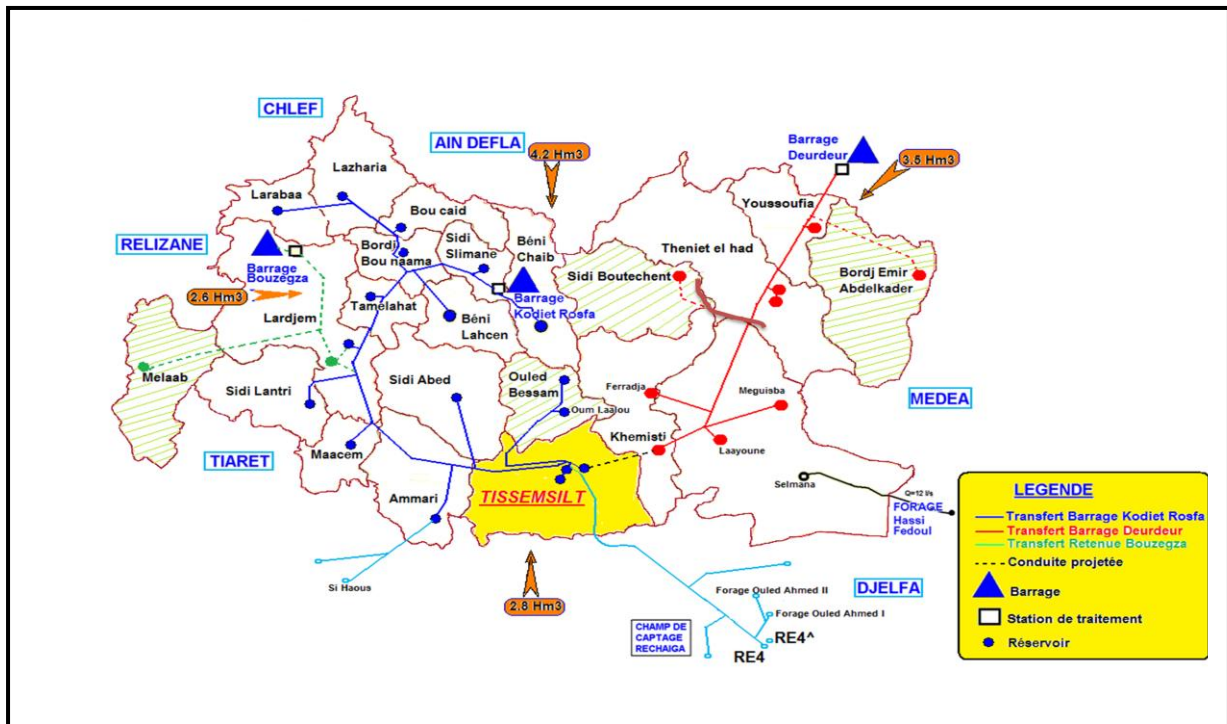 CHLEF
AIN DEFLA
4.2 Hm3
Barrage
Deurdeur
3.5 Hm3
Lazharia
Larabaa
Bou caid
Youssoufia
RELIZANE
Bordj
Bou naama
Sidi
Slimane
Béni
Chaib
Theniet el had
Sidi Boutechent
Bordj Emir
Abdelkader
Barrage
Bouzegza
2.6 Hm3
Barrage
Kodiet Rosfa
Tamelahat
Lardjem
Béni
Lahcen
Melaab
Sidi Lantri
Sidi Abed
Ouled
Bessam
Oum Laalou
Ferradja
Meguisba
MEDEA
Khemisti
Laayoune
Maacem
TIARET
Ammari
TISSEMSILT
Selmana
Q=12 l/s
FORAGE
Hassi
Fedoul
Si Haous
2.8 Hm3
DJELFA
Forage Ouled Ahmed II
Forage Ouled Ahmed I
CHAMP DE
CAPTAGE
RECHAIGA
RE4^
RE4
LEGENDE
Transfert Barrage Kodiet Rosfa
Transfert Barrage Deurdeur
Transfert Retenue Bouzegza
Conduite projetée
Barrage
Station de traitement
Réservoir